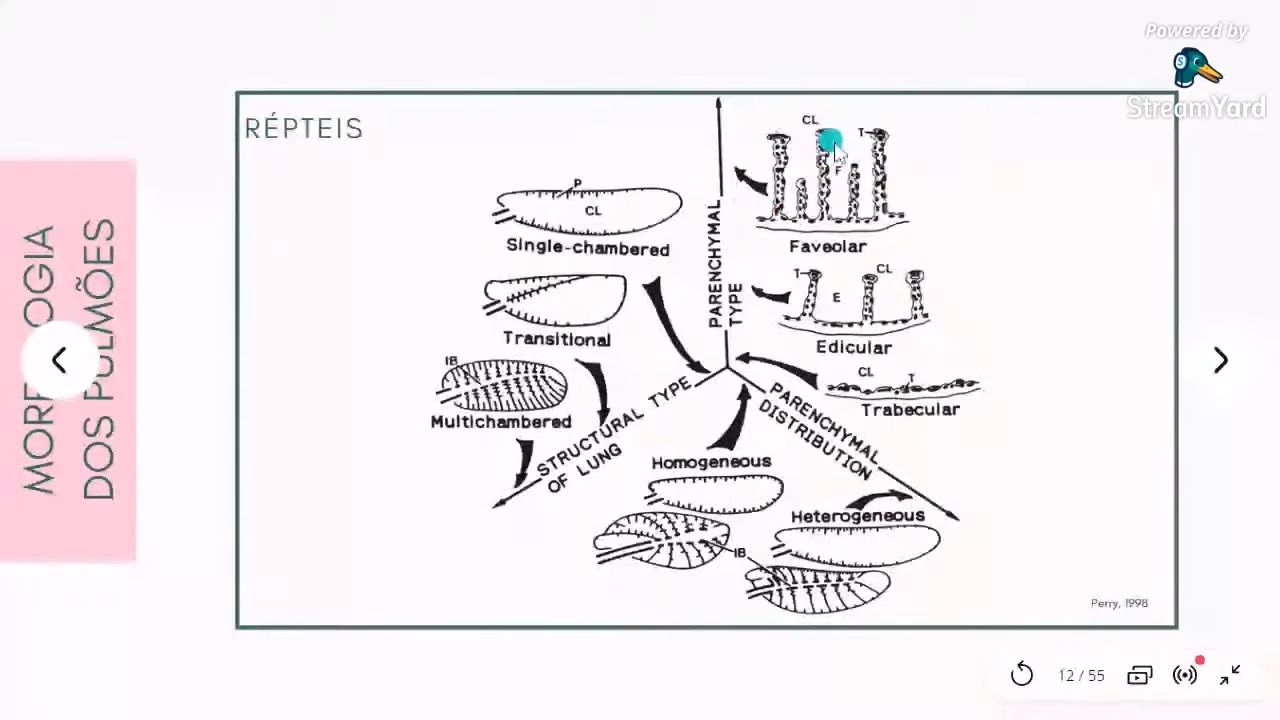 Powered by
StreamYard
RÉPTEIS
MORFOLOGIA
DOS PULMÕES
P
CL
Single-chambered
Transitional
IB
Multichambered
STRUCTURAL TYPE
OF LUNG
PARENCHYMAL
TYPE
CL
T
F
Faveolar
T
CL
E
Edicular
CL
T
Trabecular
PARENCHYMAL
DISTRIBUTION
Homogeneous
Heterogeneous
IB
Perry, 1998
12 / 55